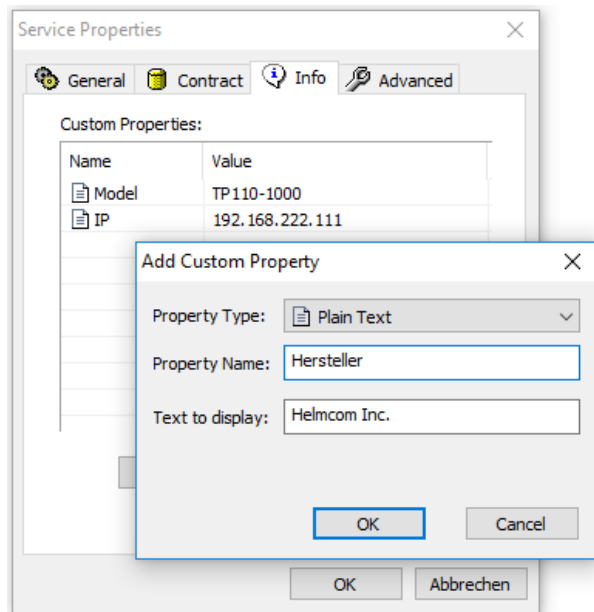 Service Properties
General Contract Info Advanced
Custom Properties:
Name Value
Model TP110-1000
IP 192.168.222.111
Add Custom Property
Property Type: Plain Text
Property Name: Hersteller
Text to display: Helmcom Inc.
OK Cancel
OK Abbrechen